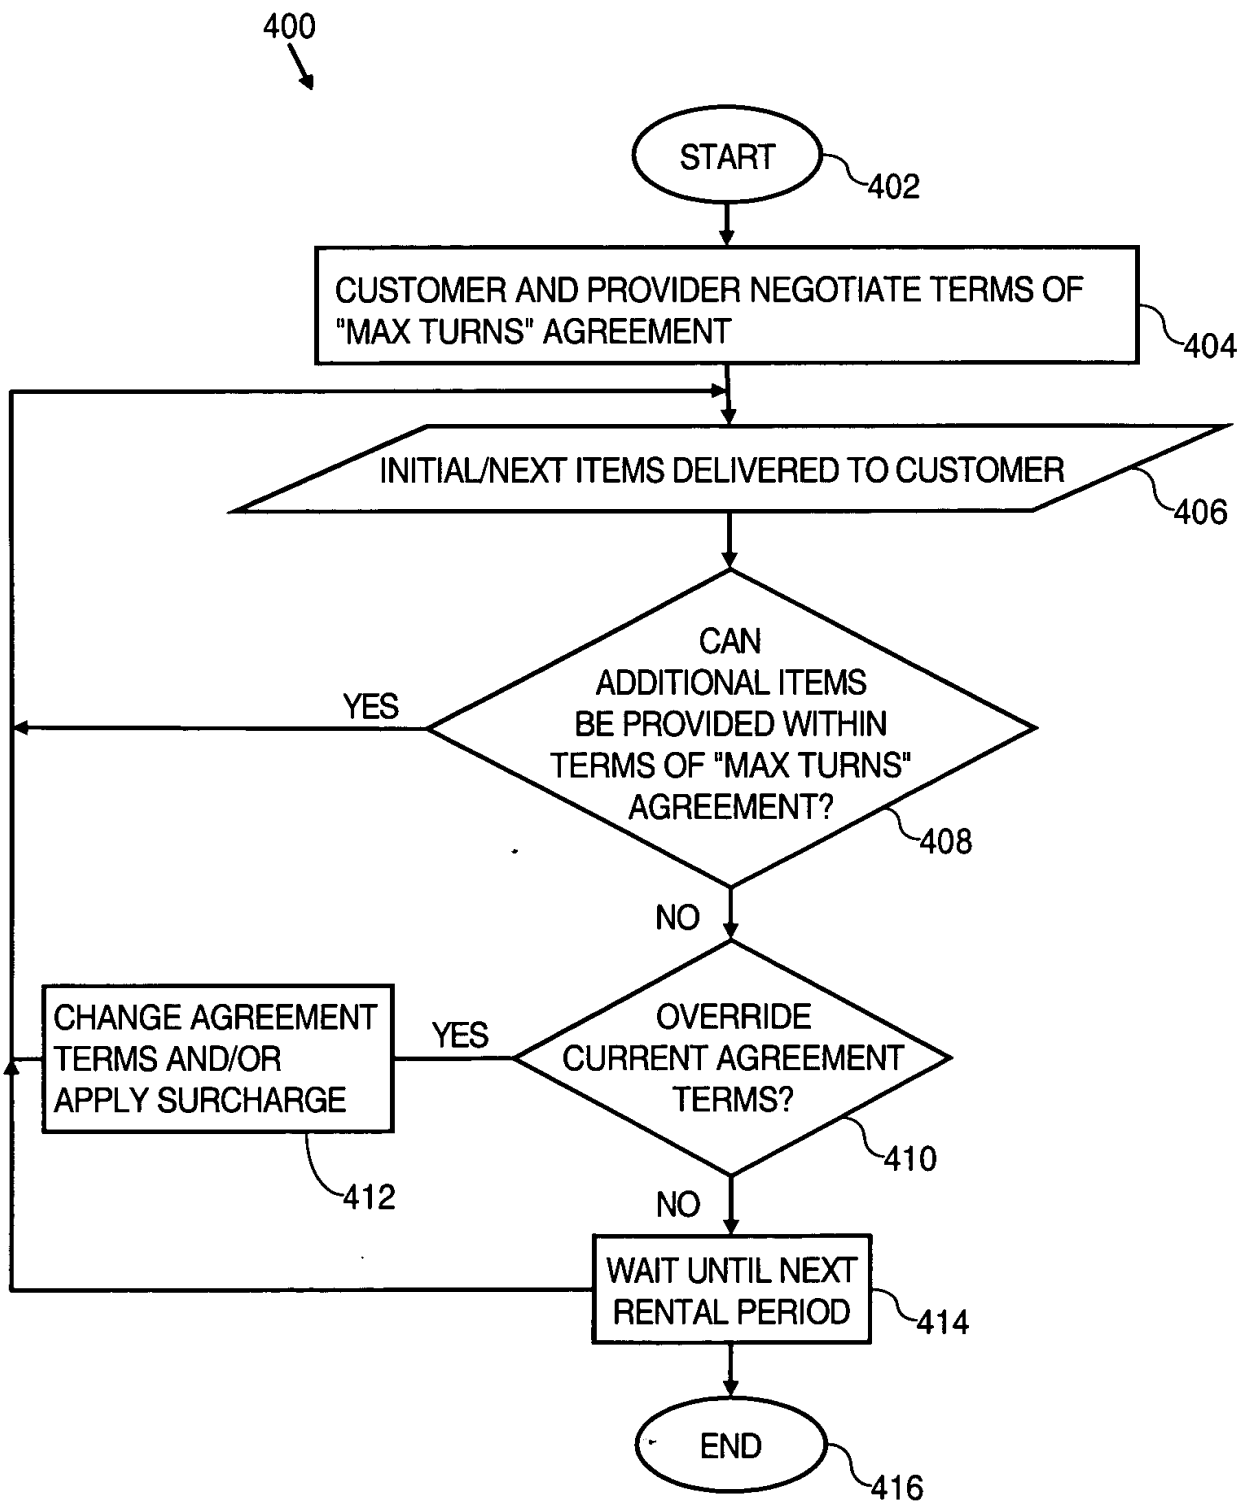 400
START
402
CUSTOMER AND PROVIDER NEGOTIATE TERMS OF
"MAX TURNS" AGREEMENT
404
INITIAL/NEXT ITEMS DELIVERED TO CUSTOMER
406
CAN
ADDITIONAL ITEMS
BE PROVIDED WITHIN
TERMS OF "MAX TURNS"
AGREEMENT?
YES
408
NO
OVERRIDE
CURRENT AGREEMENT
TERMS?
YES
410
CHANGE AGREEMENT
TERMS AND/OR
APPLY SURCHARGE
412
NO
WAIT UNTIL NEXT
RENTAL PERIOD
414
END
416